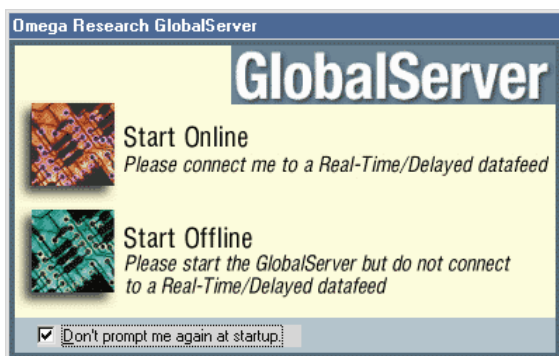 Omega Research GlobalServer
GlobalServer
Start Online
Please connect me to a Real-Time/Delayed datafeed
Start Offline
Please start the GlobalServer but do not connect
to a Real-Time/Delayed datafeed
Don't prompt me again at startup.